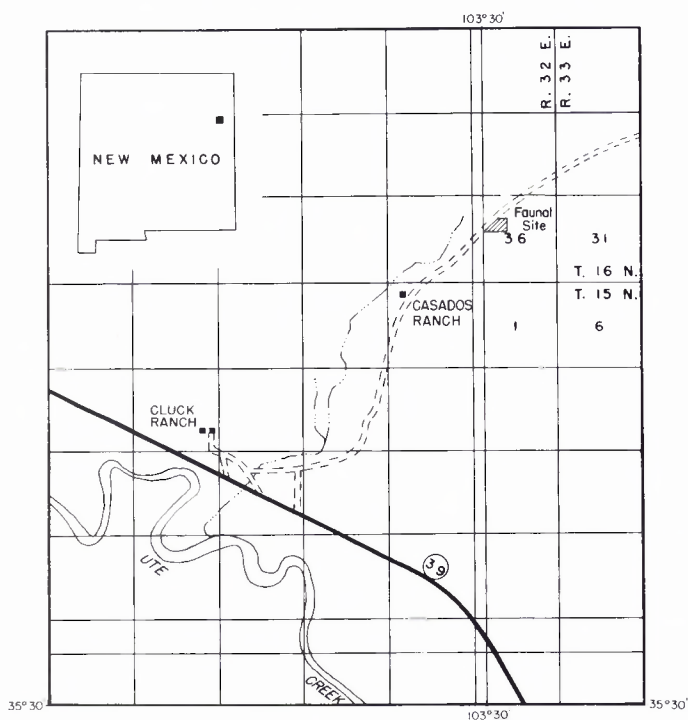 103°30'
R. 32 E.
R. 33 E.
NEW MEXICO
Faunal
Site
36
31
T. 16 N.
T. 15 N.
CASADOS
RANCH
1
6
CLUCK
RANCH
UTE
39
CREEK
35°30'
103°30'
35°30'